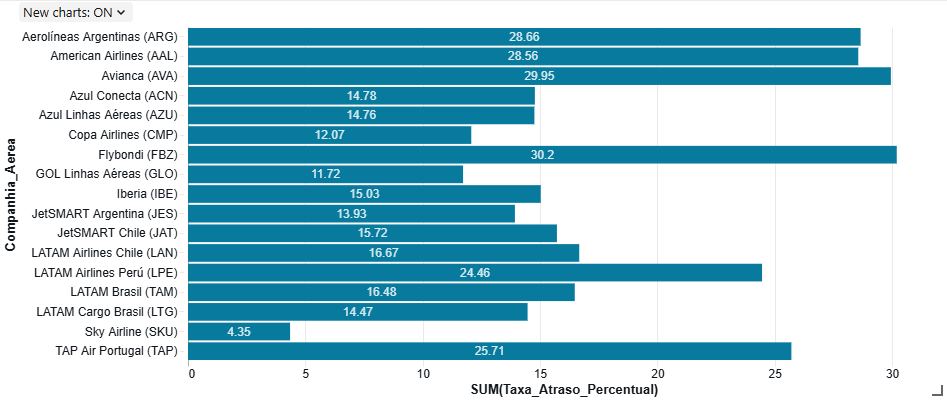 New charts: ON
Aerolíneas Argentinas (ARG) 28.66
American Airlines (AAL) 28.56
Avianca (AVA) 29.95
Azul Conecta (ACN) 14.78
Azul Linhas Aéreas (AZU) 14.76
Copa Airlines (CMP) 12.07
Flybondi (FBZ) 30.2
GOL Linhas Aéreas (GLO) 11.72
Iberia (IBE) 15.03
JetSMART Argentina (JES) 13.93
JetSMART Chile (JAT) 15.72
LATAM Airlines Chile (LAN) 16.67
LATAM Airlines Perú (LPE) 24.46
LATAM Brasil (TAM) 16.48
LATAM Cargo Brasil (LTG) 14.47
Sky Airline (SKU) 4.35
TAP Air Portugal (TAP) 25.71
Companhia_Aerea
0 5 10 15 20 25 30
SUM(Taxa_Atraso_Percentual)